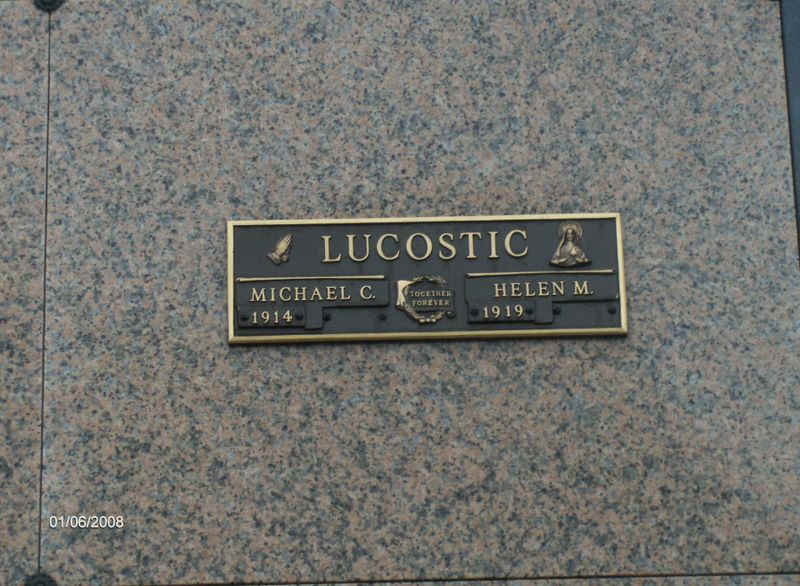 LUCOSTIC
MICHAEL C.
1914
TOGETHER
FOREVER
HELEN M.
1919
01/06/2008